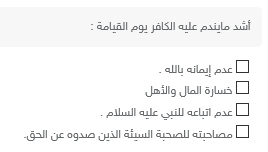 أشد مايندم عليه الكافر يوم القيامة :
عدم إيمانه بالله .
خسارة المال والأهل
عدم اتباعه للنبي عليه السلام .
مصاحبته للصحبة السيئة الذين صدوه عن الحق.